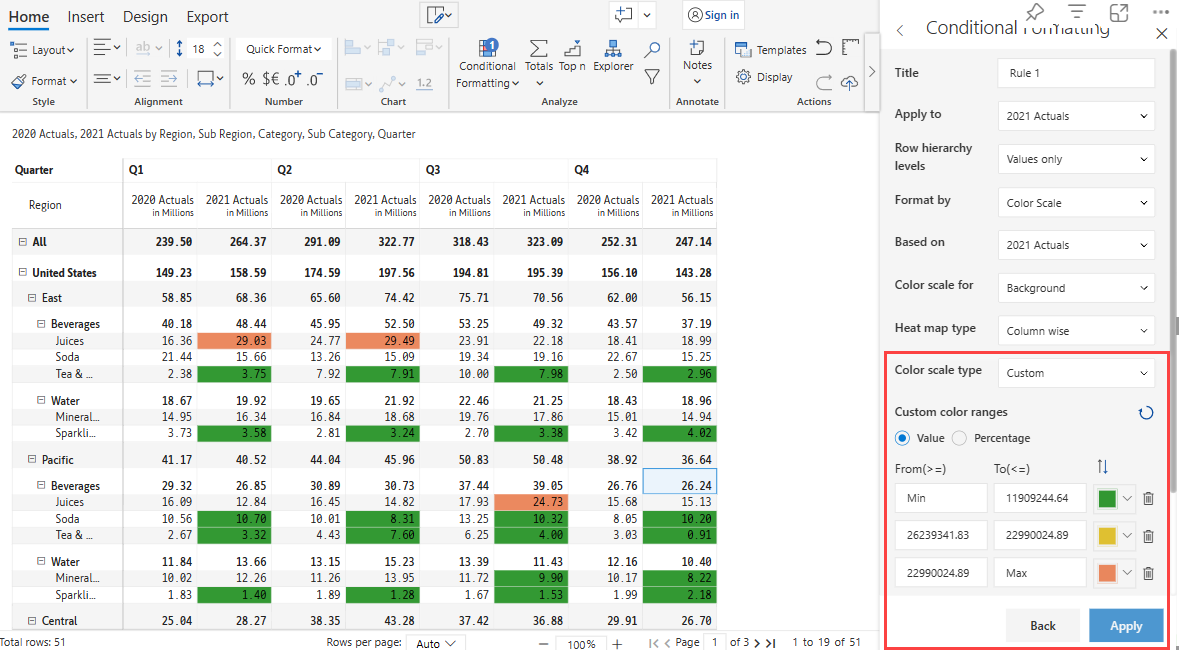 Home Insert Design Export
Sign in
Layout
Format
Style
ab
18
Alignment
Quick Format
% $€ .0+ .0-
Number
1.2
Chart
Conditional Formatting
Totals
Top n
Explorer
Analyze
Notes
Annotate
Templates
Display
Actions
2020 Actuals, 2021 Actuals by Region, Sub Region, Category, Sub Category, Quarter
Quarter Q1 Q2 Q3 Q4
Region 2020 Actuals in Millions 2021 Actuals in Millions 2020 Actuals in Millions 2021 Actuals in Millions 2020 Actuals in Millions 2021 Actuals in Millions 2020 Actuals in Millions 2021 Actuals in Millions
All 239.50 264.37 291.09 322.77 318.43 323.09 252.31 247.14
United States 149.23 158.59 174.59 197.56 194.81 195.39 156.10 143.28
East 58.85 68.36 65.60 74.42 75.71 70.56 62.00 56.15
Beverages 40.18 48.44 45.95 52.50 53.25 49.32 43.57 37.19
Juices 16.36 29.03 24.77 29.49 23.91 22.18 18.41 18.99
Soda 21.44 15.66 13.26 15.09 19.34 19.16 22.67 15.25
Tea & ... 2.38 3.75 7.92 7.91 10.00 7.98 2.50 2.96
Water 18.67 19.92 19.65 21.92 22.46 21.25 18.43 18.96
Mineral... 14.95 16.34 16.84 18.68 19.76 17.86 15.01 14.94
Sparkli... 3.73 3.58 2.81 3.24 2.70 3.38 3.42 4.02
Pacific 41.17 40.52 44.04 45.96 50.83 50.48 38.92 36.64
Beverages 29.32 26.85 30.89 30.73 37.44 39.05 26.76 26.24
Juices 16.09 12.84 16.45 14.82 17.93 24.73 15.68 15.13
Soda 10.56 10.70 10.01 8.31 13.25 10.32 8.05 10.20
Tea & ... 2.67 3.32 4.43 7.60 6.25 4.00 3.03 0.91
Water 11.84 13.66 13.15 15.23 13.39 11.43 12.16 10.40
Mineral... 10.02 12.26 11.26 13.95 11.72 9.90 10.17 8.22
Sparkli... 1.83 1.40 1.89 1.28 1.67 1.53 1.99 2.18
Central 25.04 28.27 38.35 43.28 37.42 36.88 29.91 26.70
Total rows: 51 Rows per page: Auto 100% Page 1 of 3 1 to 19 of 51
Conditional Formatting
Title Rule 1
Apply to 2021 Actuals
Row hierarchy levels Values only
Format by Color Scale
Based on 2021 Actuals
Color scale for Background
Heat map type Column wise
Color scale type Custom
Custom color ranges
Value Percentage
From(>=) To(<=)
Min 11909244.64
26239341.83 22990024.89
22990024.89 Max
Back Apply